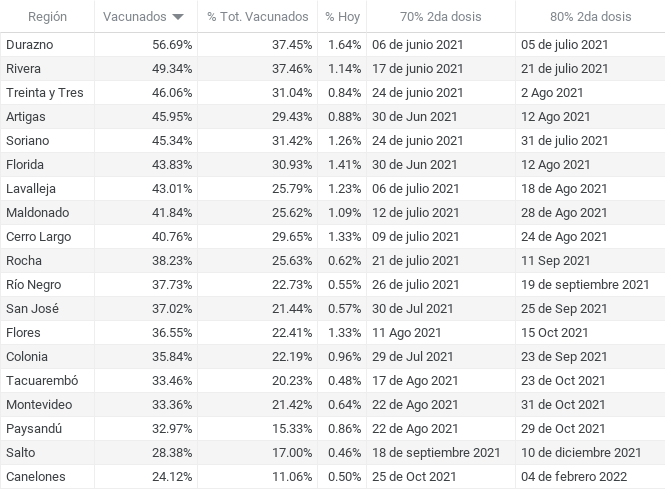 Región Vacunados % Tot. Vacunados % Hoy 70% 2da dosis 80% 2da dosis
Durazno 56.69% 37.45% 1.64% 06 de junio 2021 05 de julio 2021
Rivera 49.34% 37.46% 1.14% 17 de junio 2021 21 de julio 2021
Treinta y Tres 46.06% 31.04% 0.84% 24 de junio 2021 2 Ago 2021
Artigas 45.95% 29.43% 0.88% 30 de Jun 2021 12 Ago 2021
Soriano 45.34% 31.42% 1.26% 24 de junio 2021 31 de julio 2021
Florida 43.83% 30.93% 1.41% 30 de Jun 2021 12 Ago 2021
Lavalleja 43.01% 25.79% 1.23% 06 de julio 2021 18 de Ago 2021
Maldonado 41.84% 25.62% 1.09% 12 de julio 2021 28 de Ago 2021
Cerro Largo 40.76% 29.65% 1.33% 09 de julio 2021 24 de Ago 2021
Rocha 38.23% 25.63% 0.62% 21 de julio 2021 11 Sep 2021
Río Negro 37.73% 22.73% 0.55% 26 de julio 2021 19 de septiembre 2021
San José 37.02% 21.44% 0.57% 30 de Jul 2021 25 de Sep 2021
Flores 36.55% 22.41% 1.33% 11 Ago 2021 15 Oct 2021
Colonia 35.84% 22.19% 0.96% 29 de Jul 2021 23 de Sep 2021
Tacuarembó 33.46% 20.23% 0.48% 17 de Ago 2021 23 de Oct 2021
Montevideo 33.36% 21.42% 0.64% 22 de Ago 2021 31 de Oct 2021
Paysandú 32.97% 15.33% 0.86% 22 de Ago 2021 29 de Oct 2021
Salto 28.38% 17.00% 0.46% 18 de septiembre 2021 10 de diciembre 2021
Canelones 24.12% 11.06% 0.50% 25 de Oct 2021 04 de febrero 2022